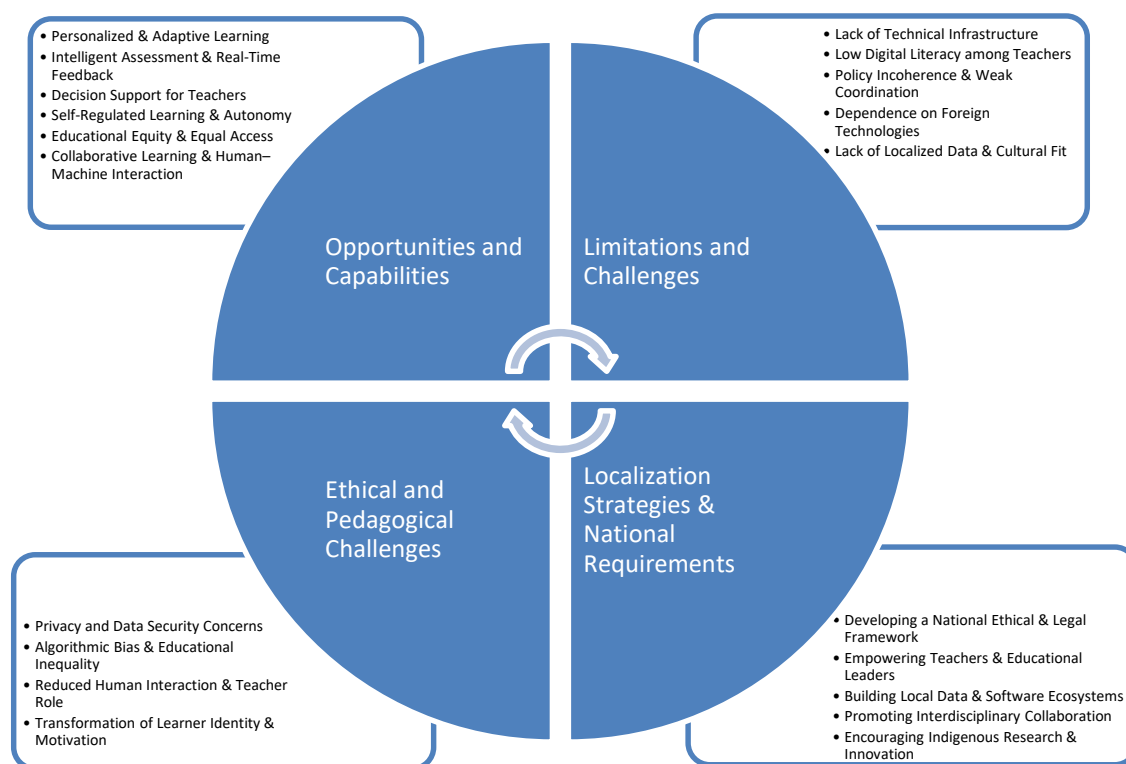 • Personalized & Adaptive Learning
• Intelligent Assessment & Real-Time
Feedback
• Decision Support for Teachers
• Self-Regulated Learning & Autonomy
• Educational Equity & Equal Access
• Collaborative Learning & Human–
Machine Interaction
• Lack of Technical Infrastructure
• Low Digital Literacy among Teachers
• Policy Incoherence & Weak
Coordination
• Dependence on Foreign
Technologies
• Lack of Localized Data & Cultural Fit
Opportunities and
Capabilities
Limitations and
Challenges
Ethical and
Pedagogical
Challenges
Localization
Strategies &
National
Requirements
• Privacy and Data Security Concerns
• Algorithmic Bias & Educational
Inequality
• Reduced Human Interaction & Teacher
Role
• Transformation of Learner Identity &
Motivation
• Developing a National Ethical & Legal
Framework
• Empowering Teachers & Educational
Leaders
• Building Local Data & Software Ecosystems
• Promoting Interdisciplinary Collaboration
• Encouraging Indigenous Research &
Innovation